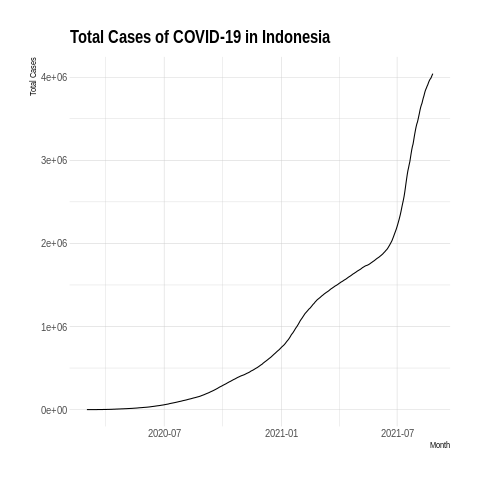 Total Cases of COVID-19 in Indonesia
Total Cases
4e+06
3e+06
2e+06
1e+06
0e+00
2020-07
2021-01
2021-07
Month